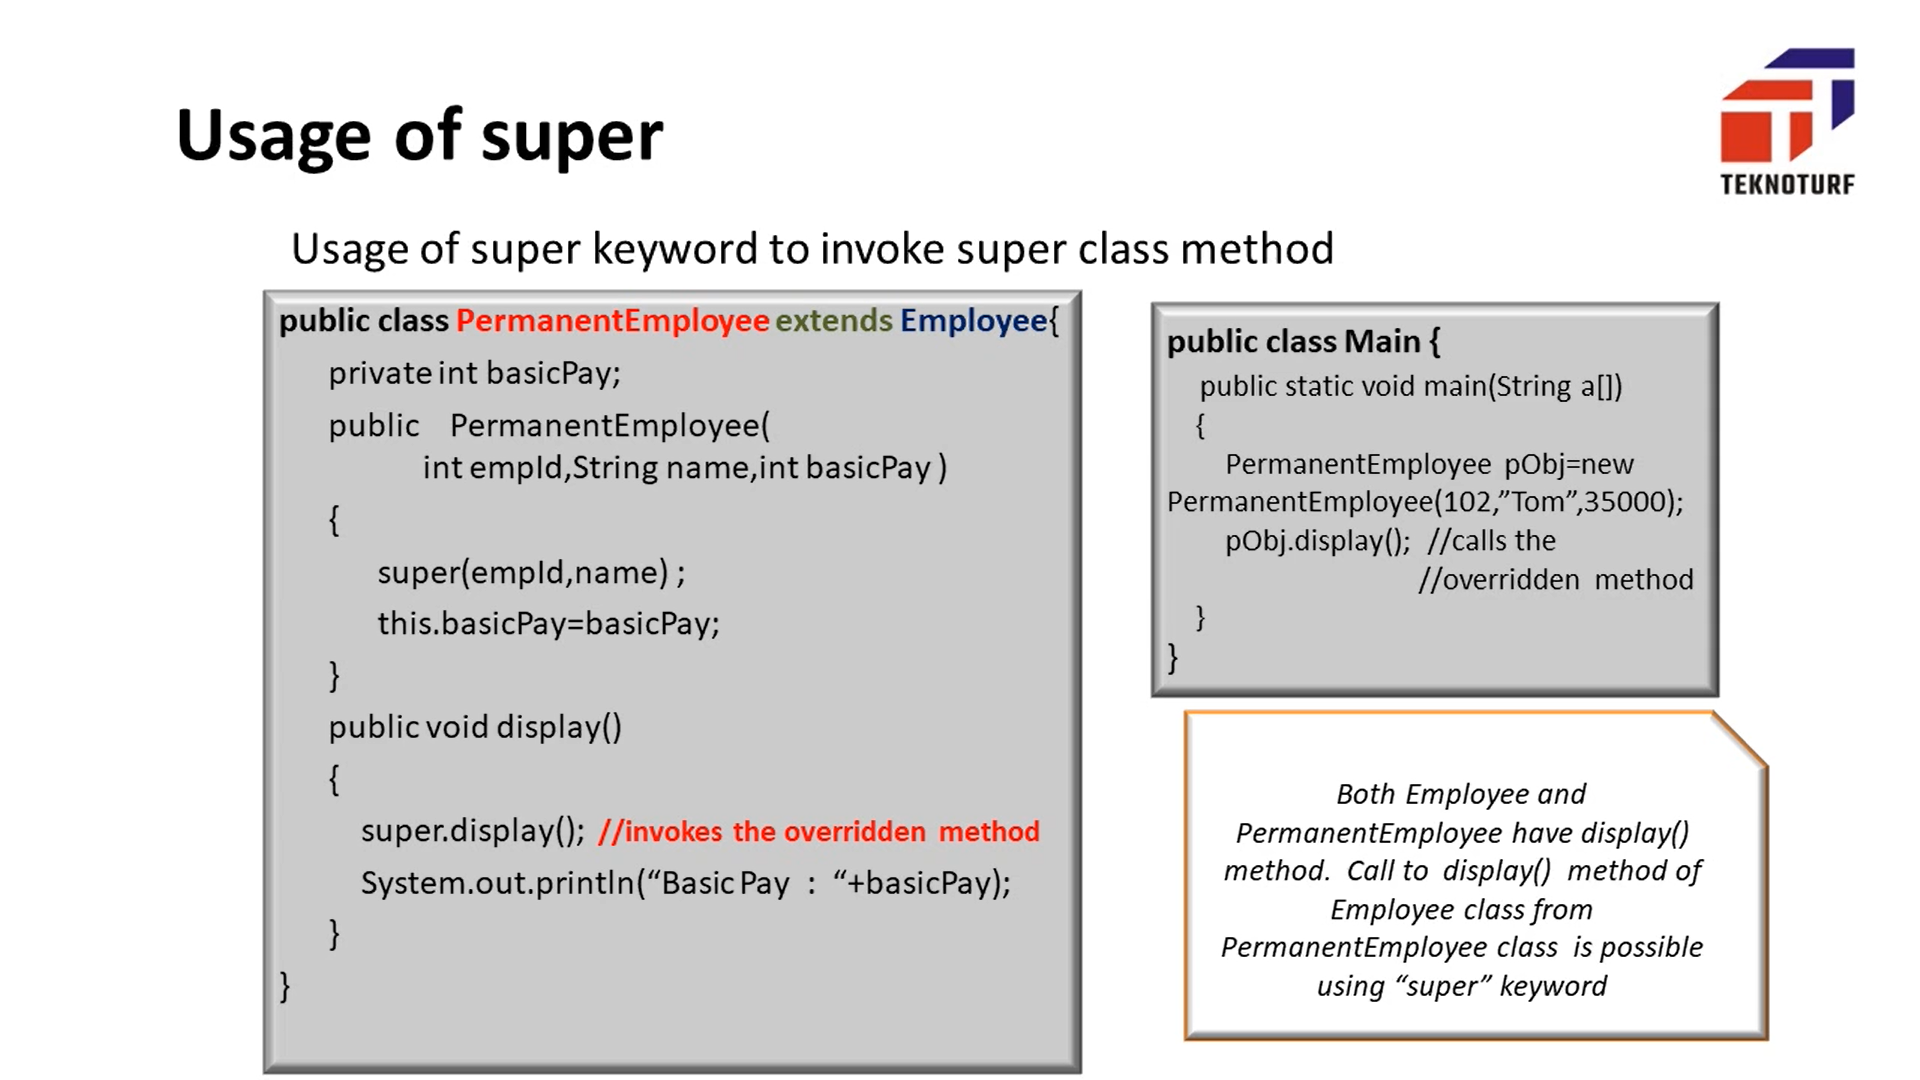 Usage of super
TEKNOTURF
Usage of super keyword to invoke super class method
public class PermanentEmployee extends Employee{
private int basicPay;
public PermanentEmployee(
int empId,String name,int basicPay )
{
super(empId,name) ;
this.basicPay=basicPay;
}
public void display()
{
super.display(); //invokes the overridden method
System.out.println(“Basic Pay : “+basicPay);
}
}
public class Main {
public static void main(String a[])
{
PermanentEmployee pObj=new
PermanentEmployee(102,”Tom”,35000);
pObj.display(); //calls the
//overridden method
}
}
Both Employee and
PermanentEmployee have display()
method. Call to display() method of
Employee class from
PermanentEmployee class is possible
using “super” keyword